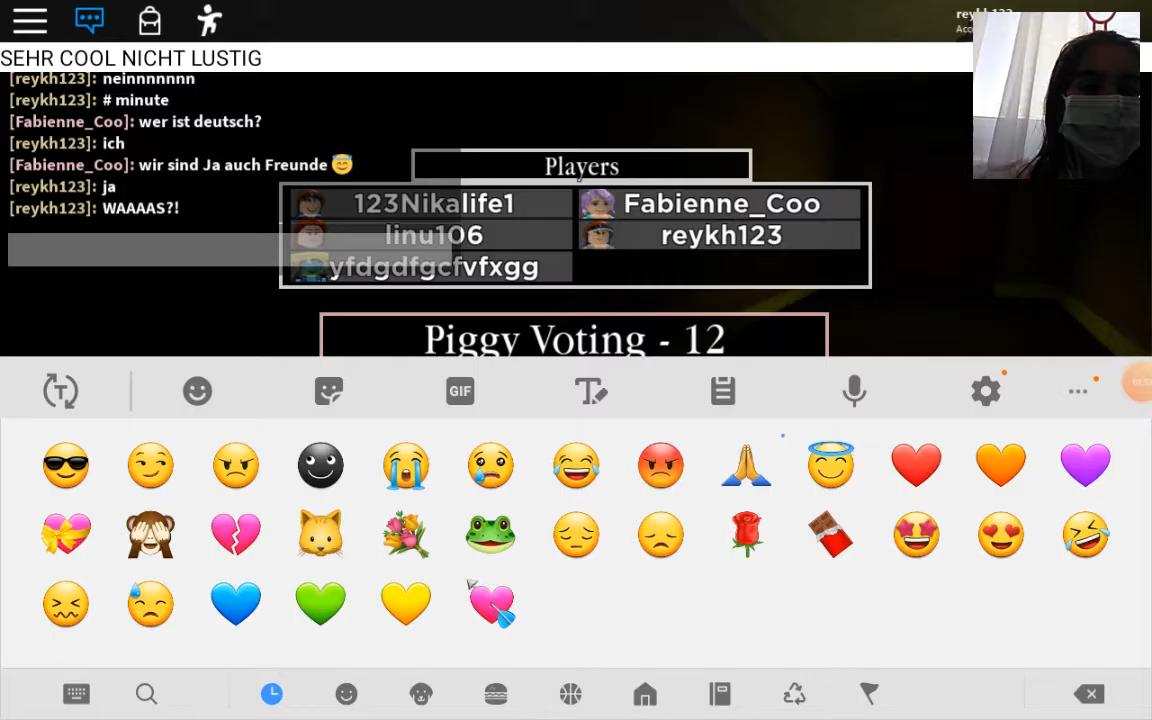 reykh123
SEHR COOL NICHT LUSTIG
[reykh123]: neinnnnnnn
[reykh123]: # minute
[Fabienne_Coo]: wer ist deutsch?
[reykh123]: ich
[Fabienne_Coo]: wir sind Ja auch Freunde 😇
[reykh123]: ja
[reykh123]: WAAAAS?!
Players
123Nikalife1
Fabienne_Coo
linu106
reykh123
yfdgdfgcfvfxgg
Piggy Voting - 12
GIF